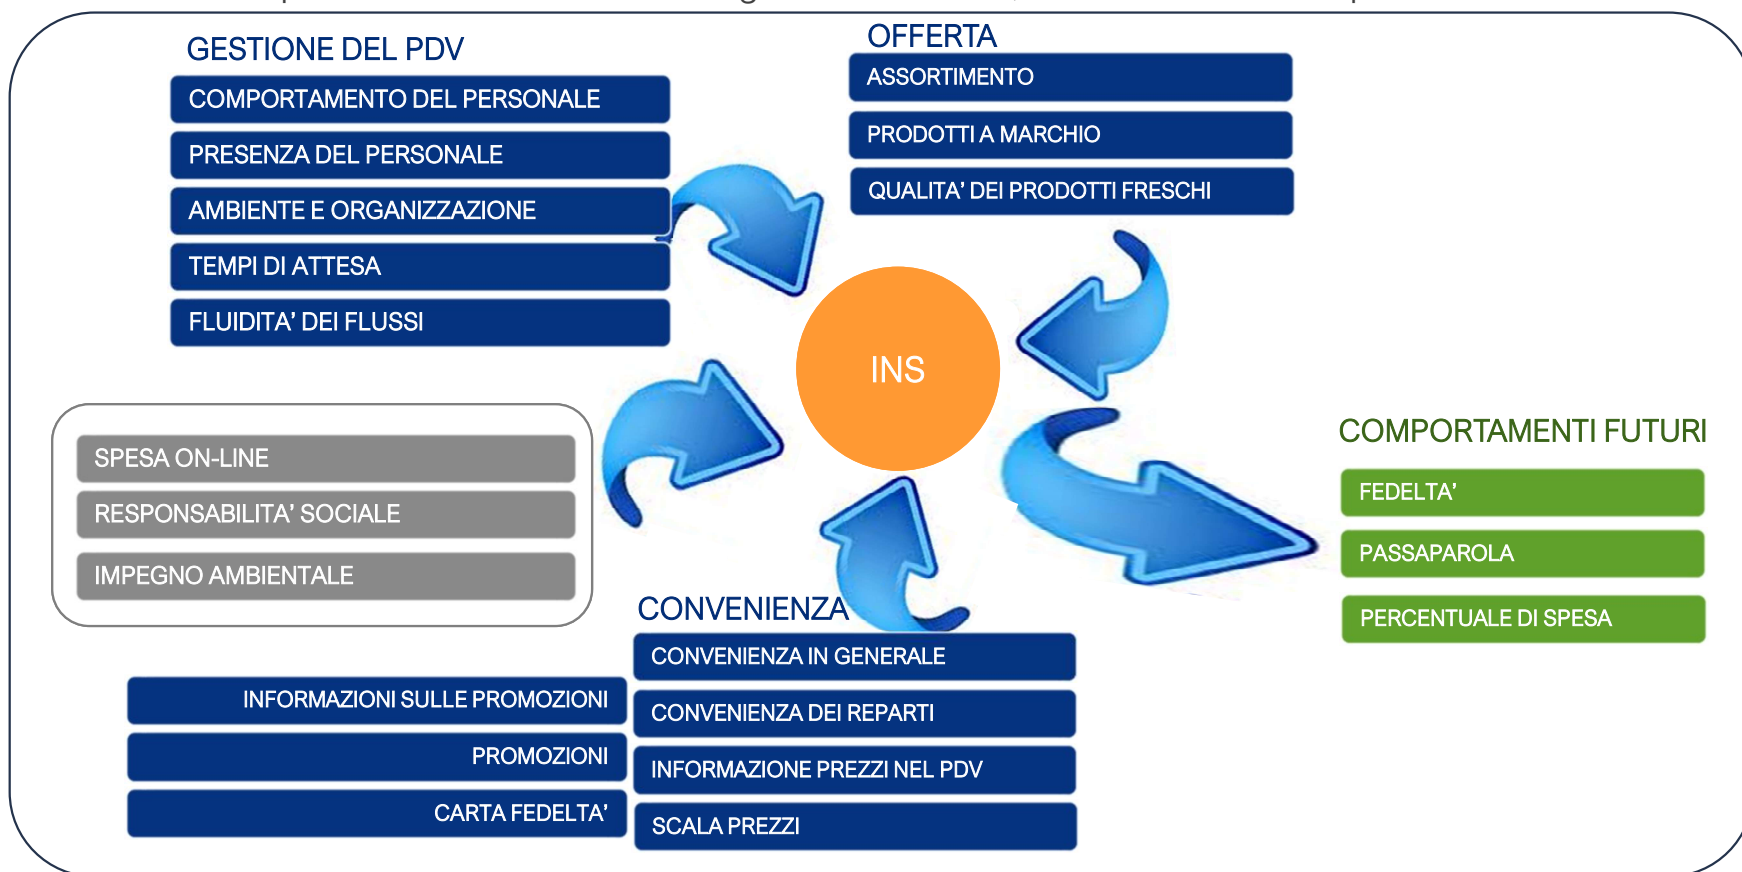 GESTIONE DEL PDV
COMPORTAMENTO DEL PERSONALE
PRESENZA DEL PERSONALE
AMBIENTE E ORGANIZZAZIONE
TEMPI DI ATTESA
FLUIDITA’ DEI FLUSSI
OFFERTA
ASSORTIMENTO
PRODOTTI A MARCHIO
QUALITA’ DEI PRODOTTI FRESCHI
INS
SPESA ON-LINE
RESPONSABILITA’ SOCIALE
IMPEGNO AMBIENTALE
COMPORTAMENTI FUTURI
FEDELTA’
PASSAPAROLA
PERCENTUALE DI SPESA
CONVENIENZA
CONVENIENZA IN GENERALE
CONVENIENZA DEI REPARTI
INFORMAZIONE PREZZI NEL PDV
SCALA PREZZI
INFORMAZIONI SULLE PROMOZIONI
PROMOZIONI
CARTA FEDELTA’